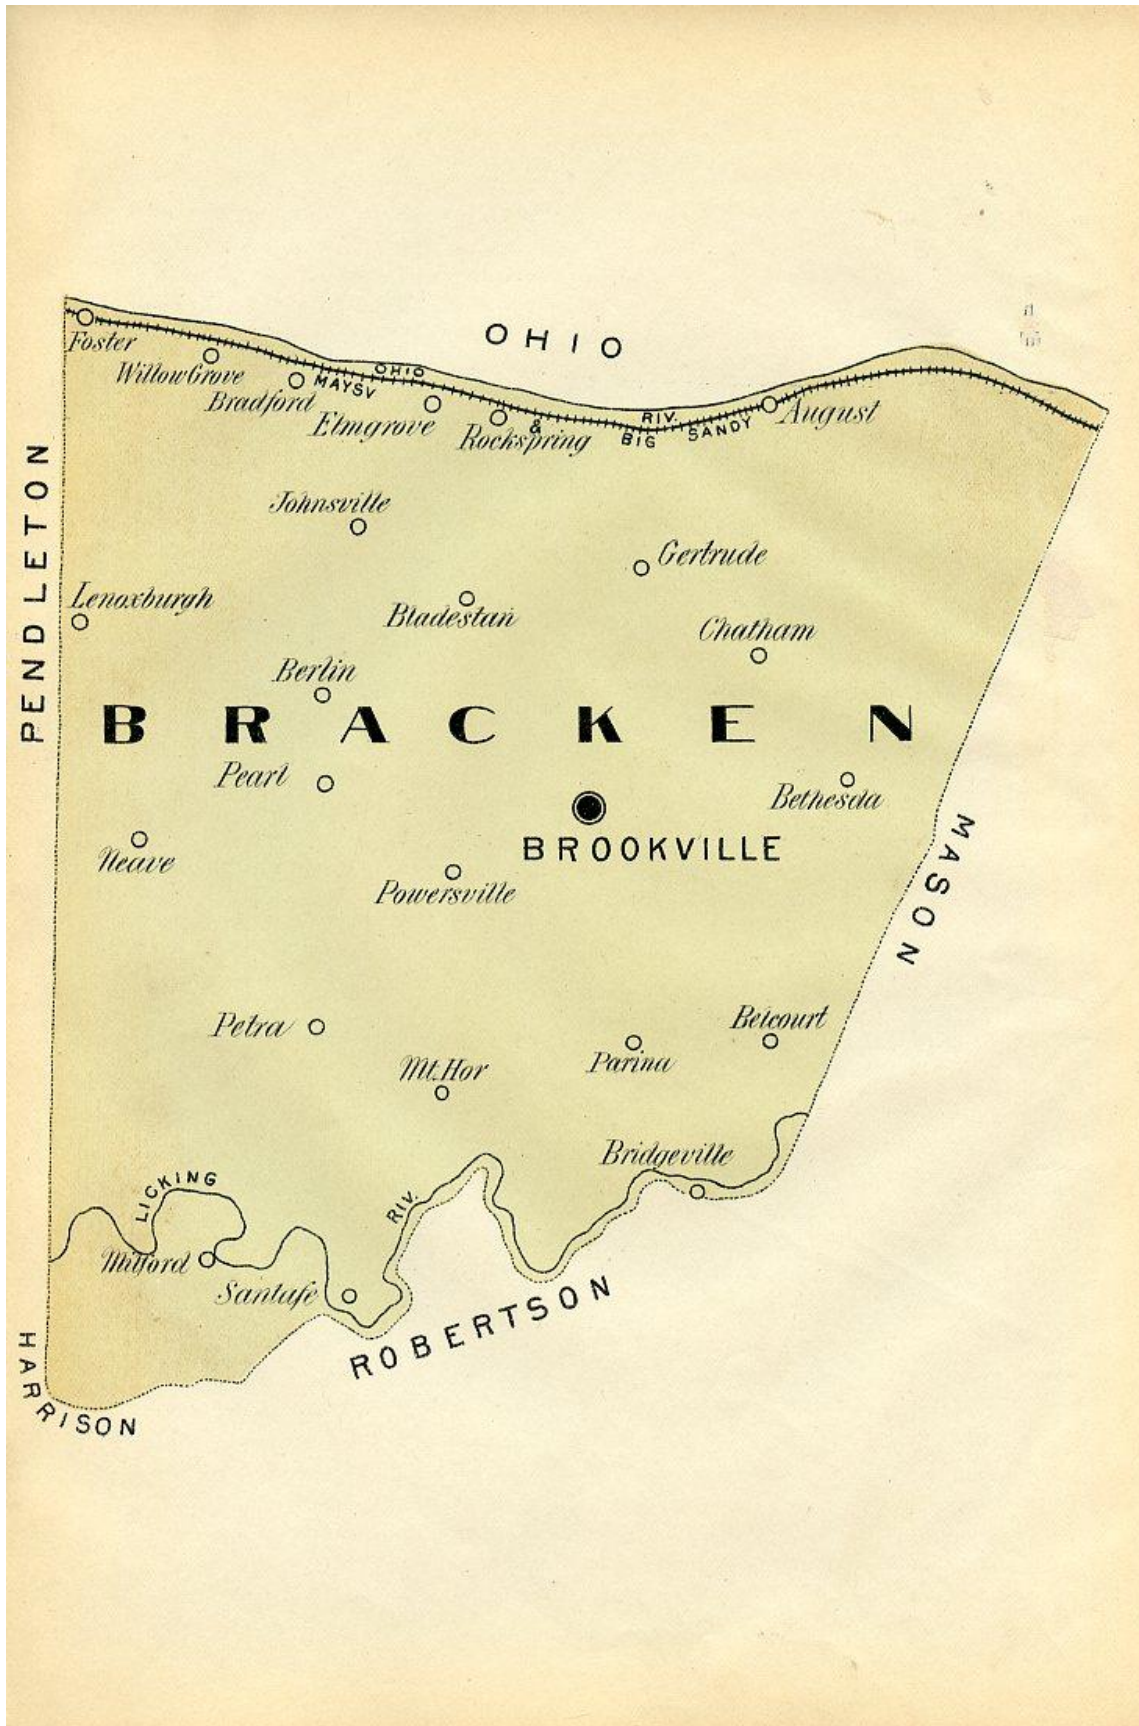 OHIO
Foster
Willow Grove
OHIO
MAYSV
Bradford
Elmgrove
Rockspring
&
RIV.
BIG
SANDY
August
PENDLETON
Johnsville
Gertrude
Lenoxburgh
Bladestan
Chatham
Berlin
BRACKEN
Pearl
Bethesda
BROOKVILLE
MASON
Neave
Powersville
Petra
Belcourt
Parina
Mt. Hor
Bridgeville
LICKING
RIV.
Milford
Santafe
ROBERTSON
HARRISON